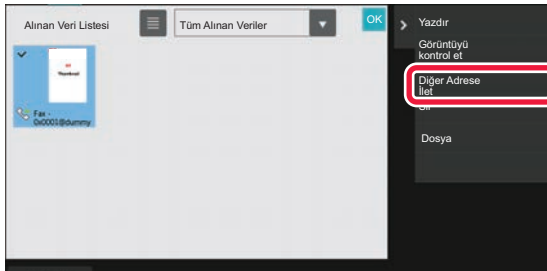 Alınan Veri Listesi
Tüm Alınan Veriler
OK
Thumbnail
Fax -
0x0001@dummy
Yazdır
Görüntüyü
kontrol et
Diğer Adrese
İlet
Sil
Dosya